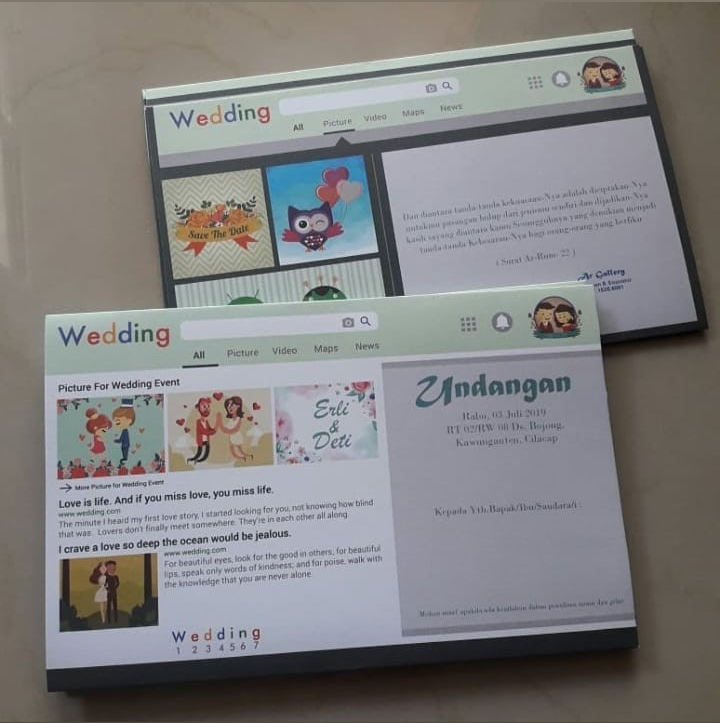 Wedding
All Picture Video Maps News
Save The Date
Dan diantara tanda-tanda kekuasaan-Nya adalah diciptakan-Nya
untukmu pasangan hidup dari jenismu sendiri dan dijadikan-Nya
kasih sayang diantara kamu Sesungguhnya yang demikian menjadi
tanda-tanda Kebesaran-Nya bagi orang-orang yang berfikir
( Surat Ar-Rum: 22 )
Ar Gallery
Wedding
All Picture Video Maps News
Picture For Wedding Event
Erli
&
Deti
→ More Picture for Wedding Event
Love is life. And if you miss love, you miss life.
www.wedding.com
The minute I heard my first love story, I started looking for you, not knowing how blind
that was. Lovers don't finally meet somewhere. They're in each other all along.
I crave a love so deep the ocean would be jealous.
www.wedding.com
For beautiful eyes, look for the good in others, for beautiful
lips, speak only words of kindness; and for poise, walk with
the knowledge that you are never alone.
Wedding
1 2 3 4 5 6 7
Undangan
Rabu, 03 Juli 2019
RT 02/RW 08 Ds. Bojong,
Kawunganten, Cilacap
Kepada Yth.Bapak/Ibu/Saudara/i :
Mohon maaf apabila ada kesalahan dalam penulisan nama dan gelar